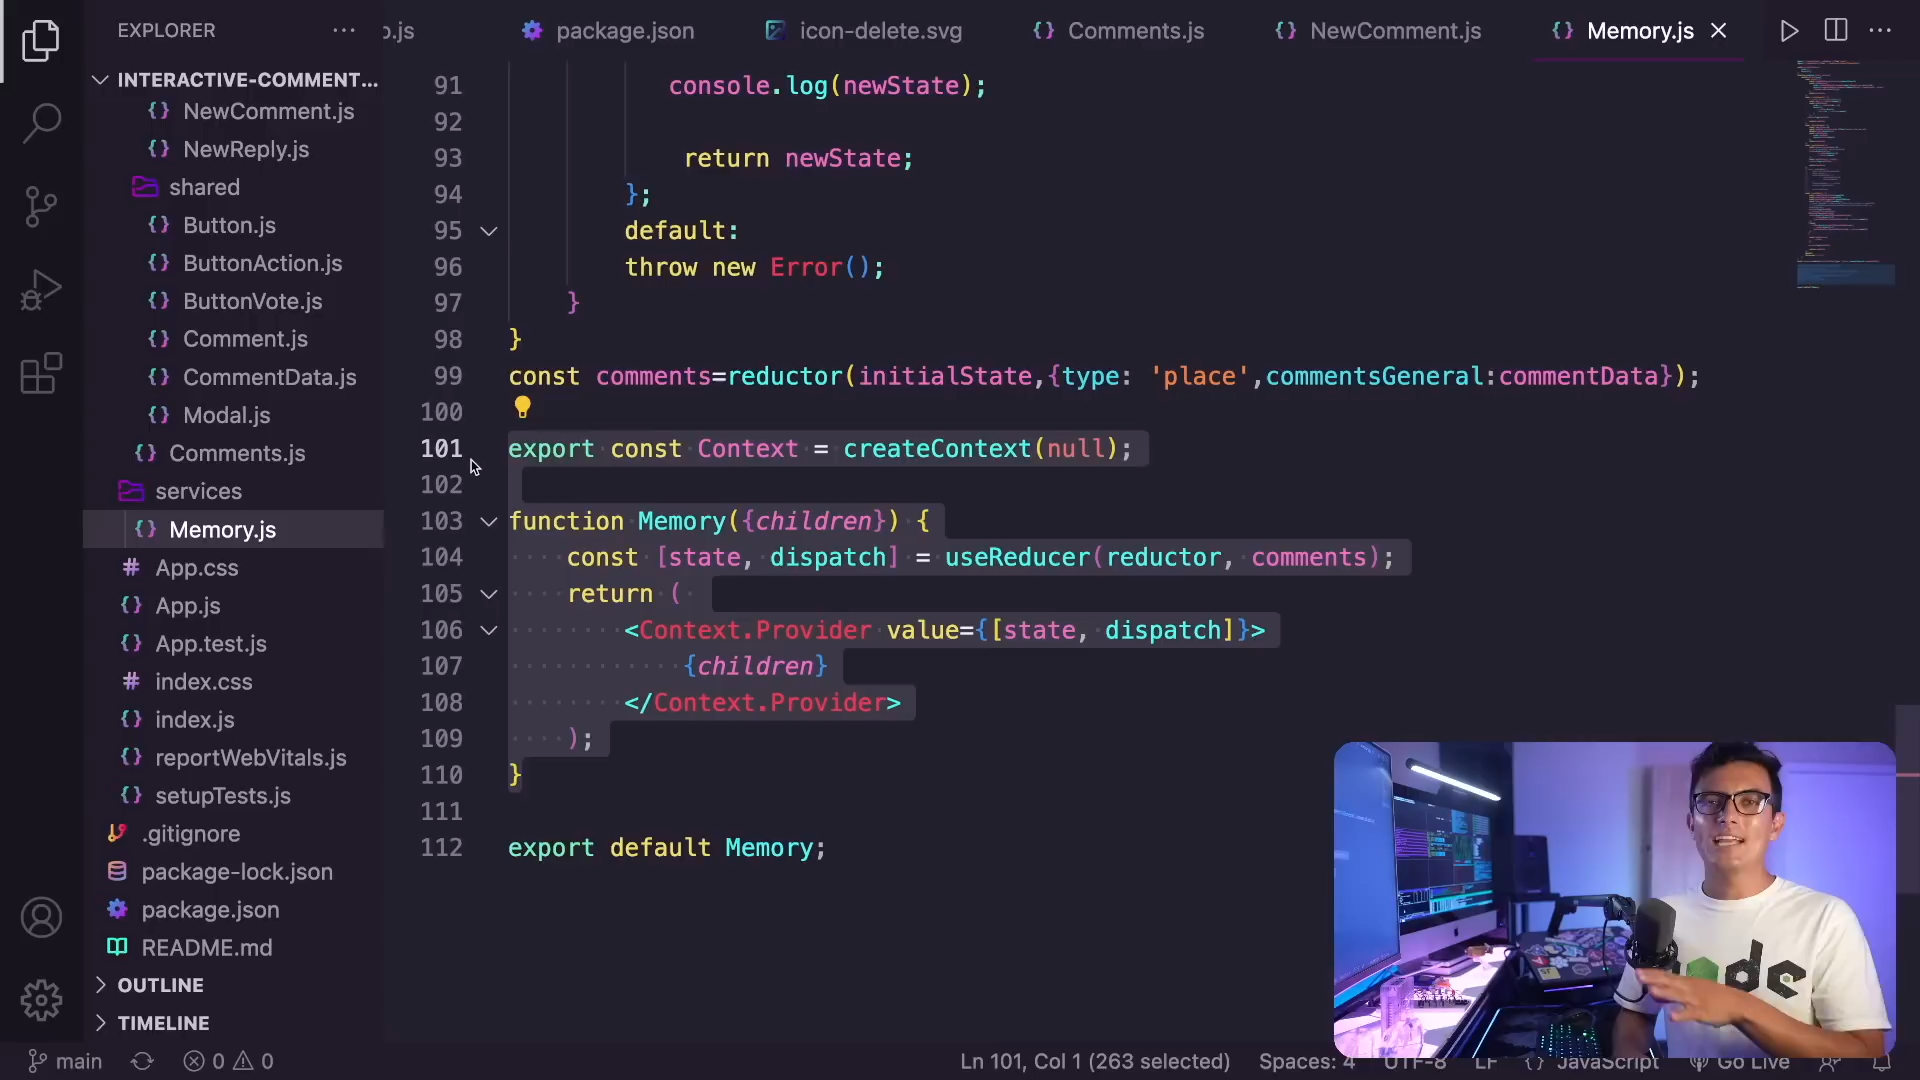 EXPLORER
INTERACTIVE-COMMENT...
NewComment.js
NewReply.js
shared
Button.js
ButtonAction.js
ButtonVote.js
Comment.js
CommentData.js
Modal.js
Comments.js
services
Memory.js
App.css
App.js
App.test.js
index.css
index.js
reportWebVitals.js
setupTests.js
.gitignore
package-lock.json
package.json
README.md
OUTLINE
TIMELINE
.js package.json icon-delete.svg Comments.js NewComment.js Memory.js
91 console.log(newState);
92
93 return newState;
94 };
95 default:
96 throw new Error();
97 }
98 }
99 const comments=reductor(initialState,{type: 'place',commentsGeneral:commentData});
100
101 export const Context = createContext(null);
102
103 function Memory({children}) {
104 const [state, dispatch] = useReducer(reductor, comments);
105 return (
106 <Context.Provider value={[state, dispatch]}>
107 {children}
108 </Context.Provider>
109 );
110 }
111
112 export default Memory;
node
main 0 0 Ln 101, Col 1 (263 selected) Spaces: 4 UTF-8 LF {} JavaScript Go Live